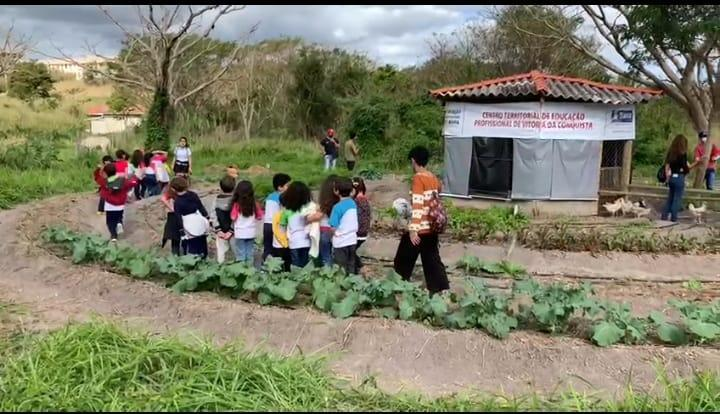 CENTRO TERRITORIAL DE EDUCAÇÃO
PROFISSIONAL DE VITÓRIA DA CONQUISTA